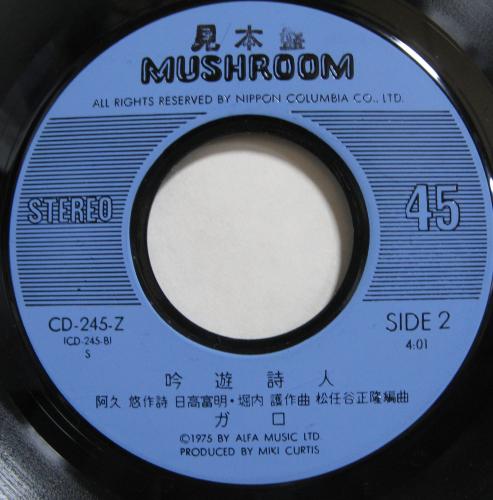 見本盤
MUSHROOM
ALL RIGHTS RESERVED BY NIPPON COLUMBIA CO., LTD.
STEREO
45
CD-245-Z
(CD-245-B)
S
SIDE 2
4:01
吟遊詩人
阿久 悠作詩 日高富明・堀内 護作曲 松任谷正隆編曲
ガロ
©1975 BY ALFA MUSIC LTD.
PRODUCED BY MIKI CURTIS